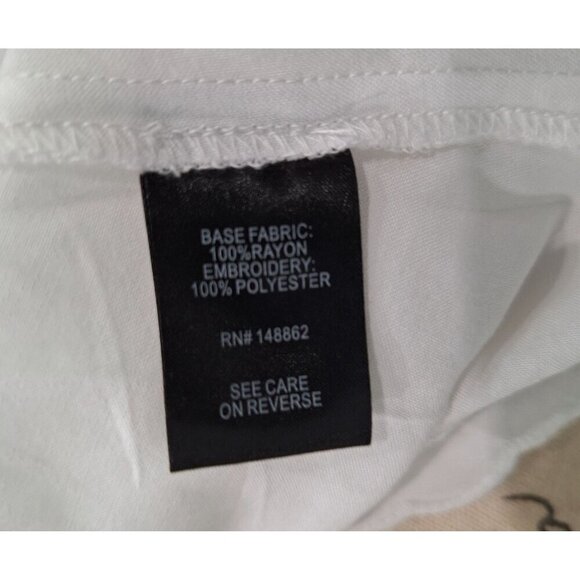 BASE FABRIC:
100%RAYON
EMBROIDERY:
100% POLYESTER
RN# 148862
SEE CARE
ON REVERSE